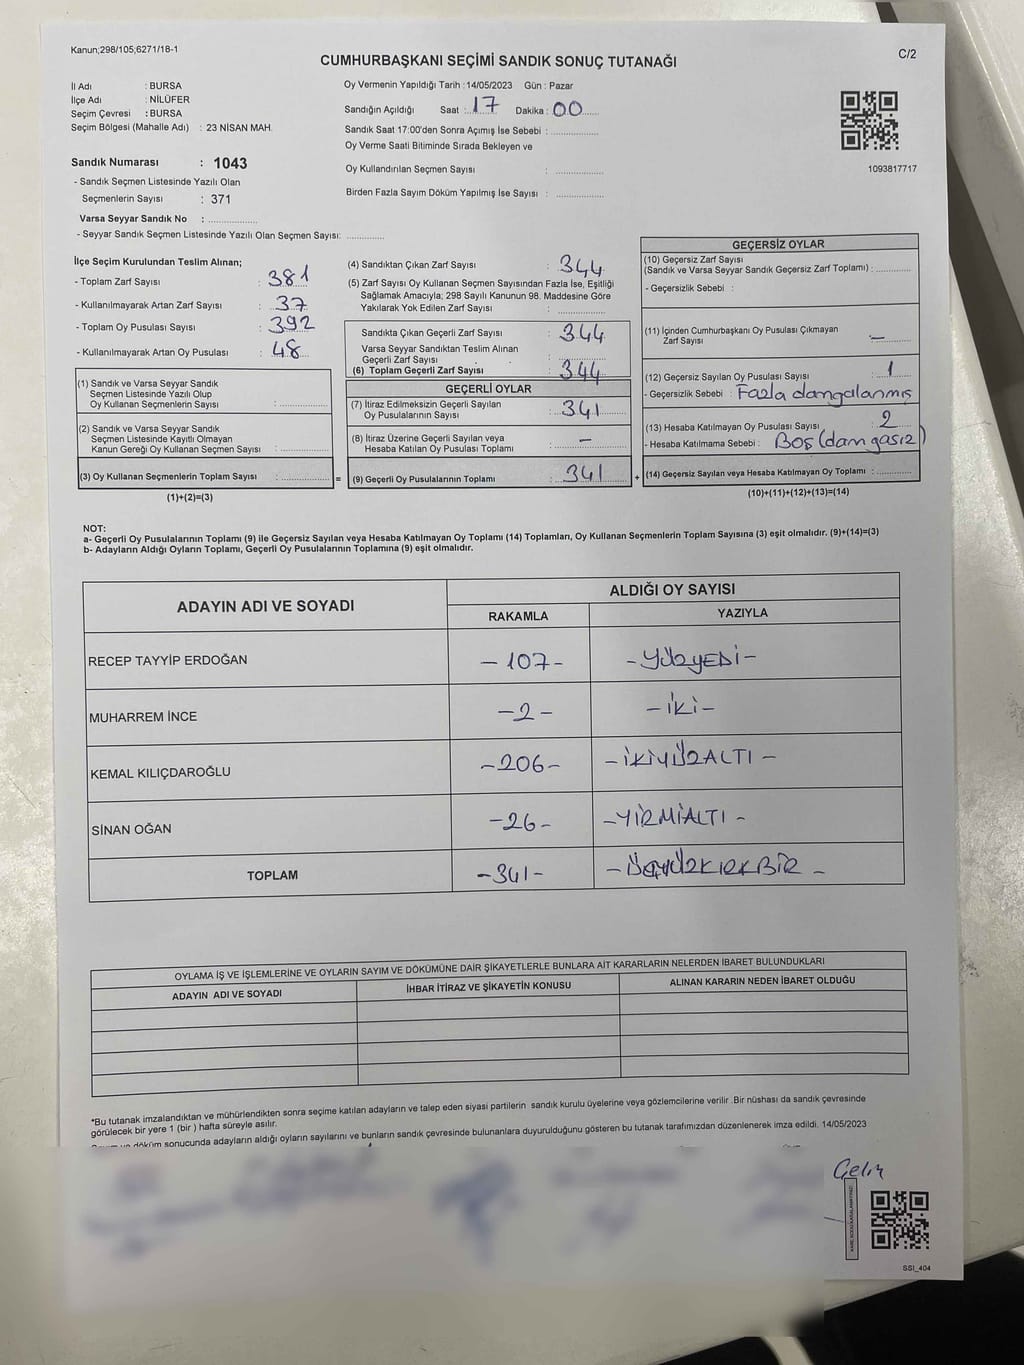 Kanun;298/105;6271/18-1
C/2
CUMHURBAŞKANI SEÇİMİ SANDIK SONUÇ TUTANAĞI
İl Adı : BURSA
İlçe Adı : NİLÜFER
Seçim Çevresi : BURSA
Seçim Bölgesi (Mahalle Adı) : 23 NİSAN MAH.
Oy Vermenin Yapıldığı Tarih : 14/05/2023 Gün : Pazar
Sandığın Açıldığı Saat : 17 Dakika : 00
Sandık Saat 17:00'den Sonra Açımış İse Sebebi :
Oy Verme Saati Bitiminde Sırada Bekleyen ve
Oy Kullandırılan Seçmen Sayısı :
Birden Fazla Sayım Döküm Yapılmış İse Sayısı :
1093817717
Sandık Numarası : 1043
- Sandık Seçmen Listesinde Yazılı Olan
Seçmenlerin Sayısı : 371
Varsa Seyyar Sandık No :
- Seyyar Sandık Seçmen Listesinde Yazılı Olan Seçmen Sayısı:
İlçe Seçim Kurulundan Teslim Alınan;
- Toplam Zarf Sayısı : 381
- Kullanılmayarak Artan Zarf Sayısı : 37
- Toplam Oy Pusulası Sayısı : 392
- Kullanılmayarak Artan Oy Pusulası : 48
(1) Sandık ve Varsa Seyyar Sandık
Seçmen Listesinde Yazılı Olup
Oy Kullanan Seçmenlerin Sayısı :
(2) Sandık ve Varsa Seyyar Sandık
Seçmen Listesinde Kayıtlı Olmayan
Kanun Gereği Oy Kullanan Seçmen Sayısı :
(3) Oy Kullanan Seçmenlerin Toplam Sayısı :
(1)+(2)=(3)
(4) Sandıktan Çıkan Zarf Sayısı : 344
(5) Zarf Sayısı Oy Kullanan Seçmen Sayısından Fazla İse, Eşitliği
Sağlamak Amacıyla; 298 Sayılı Kanunun 98. Maddesine Göre
Yakılarak Yok Edilen Zarf Sayısı :
Sandıkta Çıkan Geçerli Zarf Sayısı : 344
Varsa Seyyar Sandıktan Teslim Alınan
Geçerli Zarf Sayısı :
(6) Toplam Geçerli Zarf Sayısı : 344
GEÇERLİ OYLAR
(7) İtiraz Edilmeksizin Geçerli Sayılan
Oy Pusulalarının Sayısı : 341
(8) İtiraz Üzerine Geçerli Sayılan veya
Hesaba Katılan Oy Pusulası Toplamı : –
= (9) Geçerli Oy Pusulalarının Toplamı : 341 +
GEÇERSİZ OYLAR
(10) Geçersiz Zarf Sayısı
(Sandık ve Varsa Seyyar Sandık Geçersiz Zarf Toplamı) :
- Geçersizlik Sebebi :
(11) İçinden Cumhurbaşkanı Oy Pusulası Çıkmayan
Zarf Sayısı : –
(12) Geçersiz Sayılan Oy Pusulası Sayısı : 1
- Geçersizlik Sebebi : Fazla damgalanmış
(13) Hesaba Katılmayan Oy Pusulası Sayısı : 2
- Hesaba Katılmama Sebebi : Boş (damgasız)
(14) Geçersiz Sayılan veya Hesaba Katılmayan Oy Toplamı :
(10)+(11)+(12)+(13)=(14)
NOT:
a- Geçerli Oy Pusulalarının Toplamı (9) ile Geçersiz Sayılan veya Hesaba Katılmayan Oy Toplamı (14) Toplamları, Oy Kullanan Seçmenlerin Toplam Sayısına (3) eşit olmalıdır. (9)+(14)=(3)
b- Adayların Aldığı Oyların Toplamı, Geçerli Oy Pusulalarının Toplamına (9) eşit olmalıdır.
ADAYIN ADI VE SOYADI
ALDIĞI OY SAYISI
RAKAMLA YAZIYLA
RECEP TAYYİP ERDOĞAN -107- -YÜZYEDİ-
MUHARREM İNCE -2- -İKİ-
KEMAL KILIÇDAROĞLU -206- -İKİYÜZALTI-
SİNAN OĞAN -26- -YİRMİALTI-
TOPLAM -341- -ÜÇYÜZKIRKBİR-
OYLAMA İŞ VE İŞLEMLERİNE VE OYLARIN SAYIM VE DÖKÜMÜNE DAİR ŞİKAYETLERLE BUNLARA AİT KARARLARIN NELERDEN İBARET BULUNDUKLARI
ADAYIN ADI VE SOYADI İHBAR İTİRAZ VE ŞİKAYETİN KONUSU ALINAN KARARIN NEDEN İBARET OLDUĞU
*Bu tutanak imzalandıktan ve mühürlendikten sonra seçime katılan adayların ve talep eden siyasi partilerin sandık kurulu üyelerine veya gözlemcilerine verilir .Bir nüshası da sandık çevresinde
görülecek bir yere 1 (bir ) hafta süreyle asılır.
döküm sonucunda adayların aldığı oyların sayılarını ve bunların sandık çevresinde bulunanlara duyurulduğunu gösteren bu tutanak tarafımızdan düzenlenerek imza edildi. 14/05/2023
SSI_404